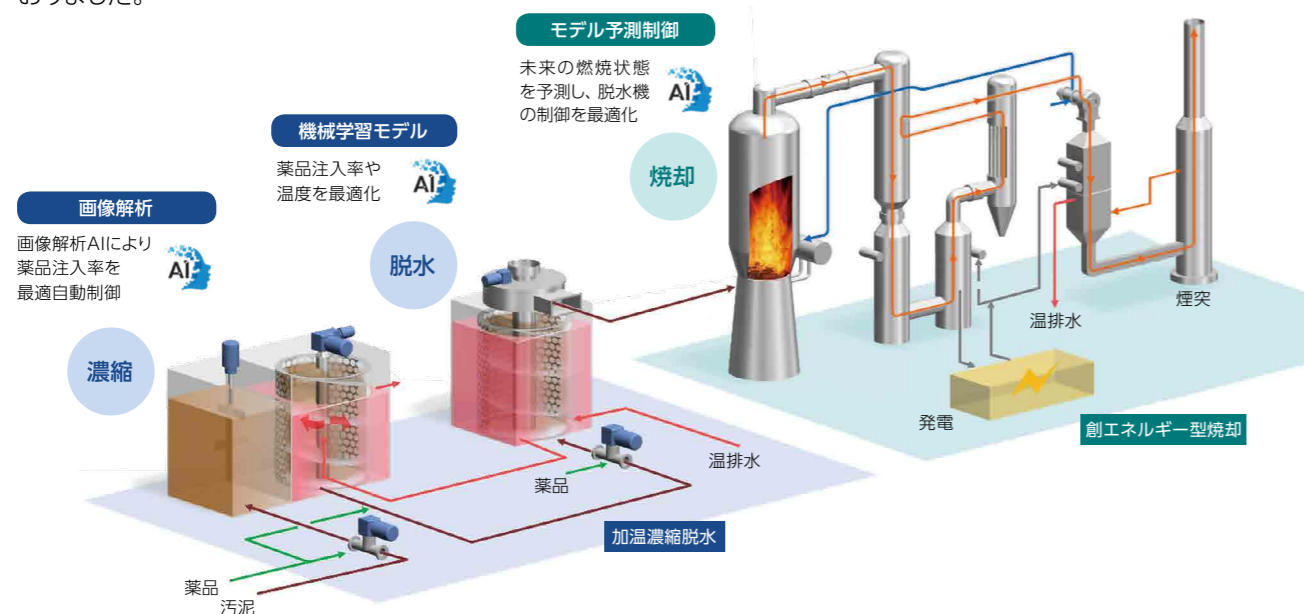 おりました。
モデル予測制御
未来の燃焼状態
を予測し、脱水機
の制御を最適化
AI
焼却
機械学習モデル
薬品注入率や
温度を最適化
AI
脱水
画像解析
画像解析AIにより
薬品注入率を
最適自動制御
AI
濃縮
煙突
温排水
発電
創エネルギー型焼却
温排水
薬品
加温濃縮脱水
薬品
汚泥